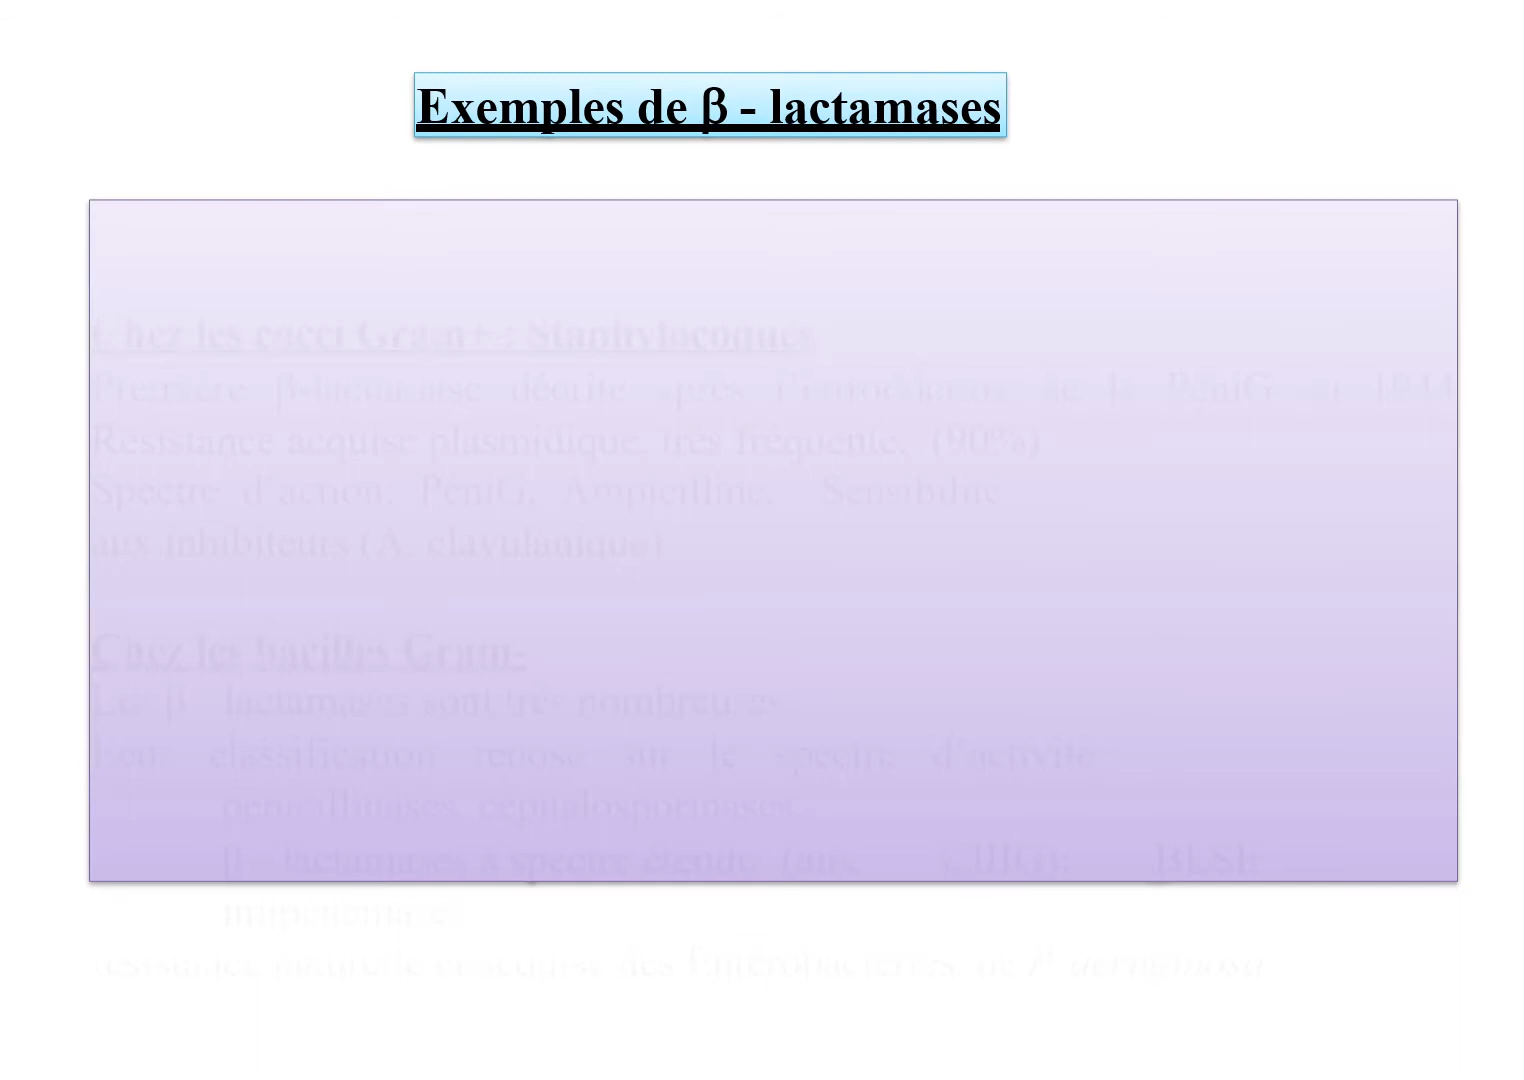 Exemples de β - lactamases
Chez les cocci Gram+ : Staphylocoques
Première β-lactamase décrite après l'introduction de la PéniG en 1944
Résistance acquise plasmidique, très fréquente, (90%)
Spectre d'action: PéniG, Ampicilline, Sensibilité
aux inhibiteurs (A. clavulanique)
Chez les bacilles Gram-
Les β lactamases sont très nombreuses
Leur classification repose sur le spectre d'activité
penicillinases, céphalosporinases,
β - lactamases à spectre étendu (aux BLSE):
résistance naturelle et acquise des Entérobactéries et P aeruginosa